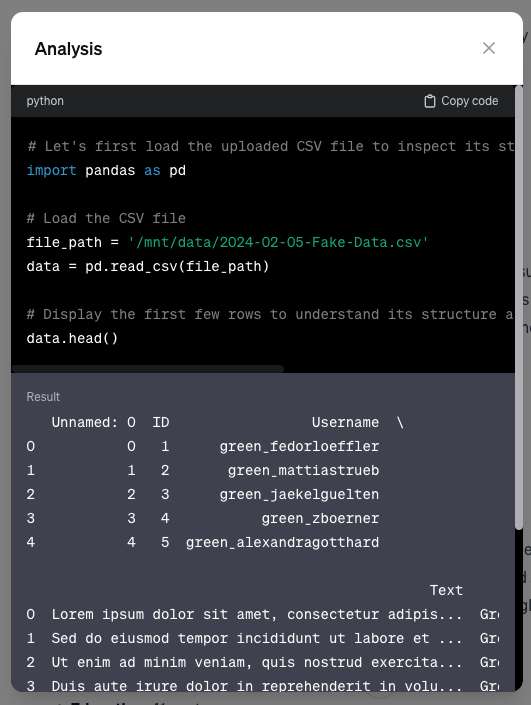 Analysis
python
Copy code
# Let's first load the uploaded CSV file to inspect its st
import pandas as pd
# Load the CSV file
file_path = '/mnt/data/2024-02-05-Fake-Data.csv'
data = pd.read_csv(file_path)
# Display the first few rows to understand its structure a
data.head()
Result
Unnamed: 0  ID                 Username  \
0           0   1      green_fedorloeffler
1           1   2       green_mattiastrueb
2           2   3      green_jaekelguelten
3           3   4           green_zboerner
4           4   5  green_alexandragotthard
Text
0  Lorem ipsum dolor sit amet, consectetur adipis...  Gr
1  Sed do eiusmod tempor incididunt ut labore et ...  Gr
2  Ut enim ad minim veniam, quis nostrud exercita...  Gr
3  Duis aute irure dolor in reprehenderit in volu...  Gr